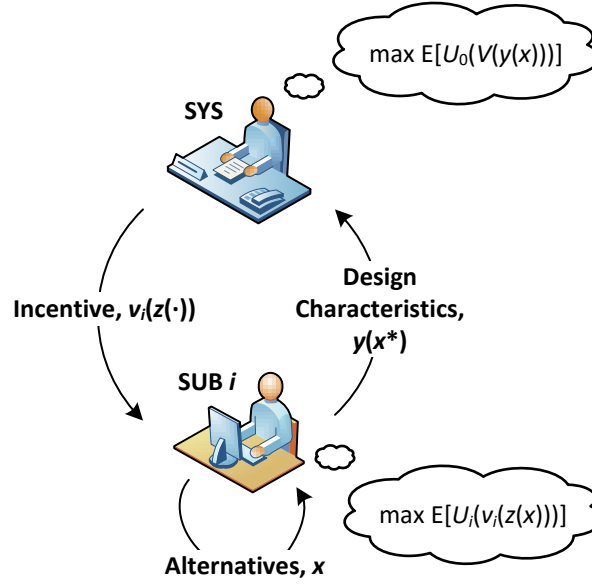 max E[U₀(V(y(x)))]
SYS
Incentive, vᵢ(z(·))
Design
Characteristics,
y(x*)
SUB i
max E[Uᵢ(vᵢ(z(x)))]
Alternatives, x